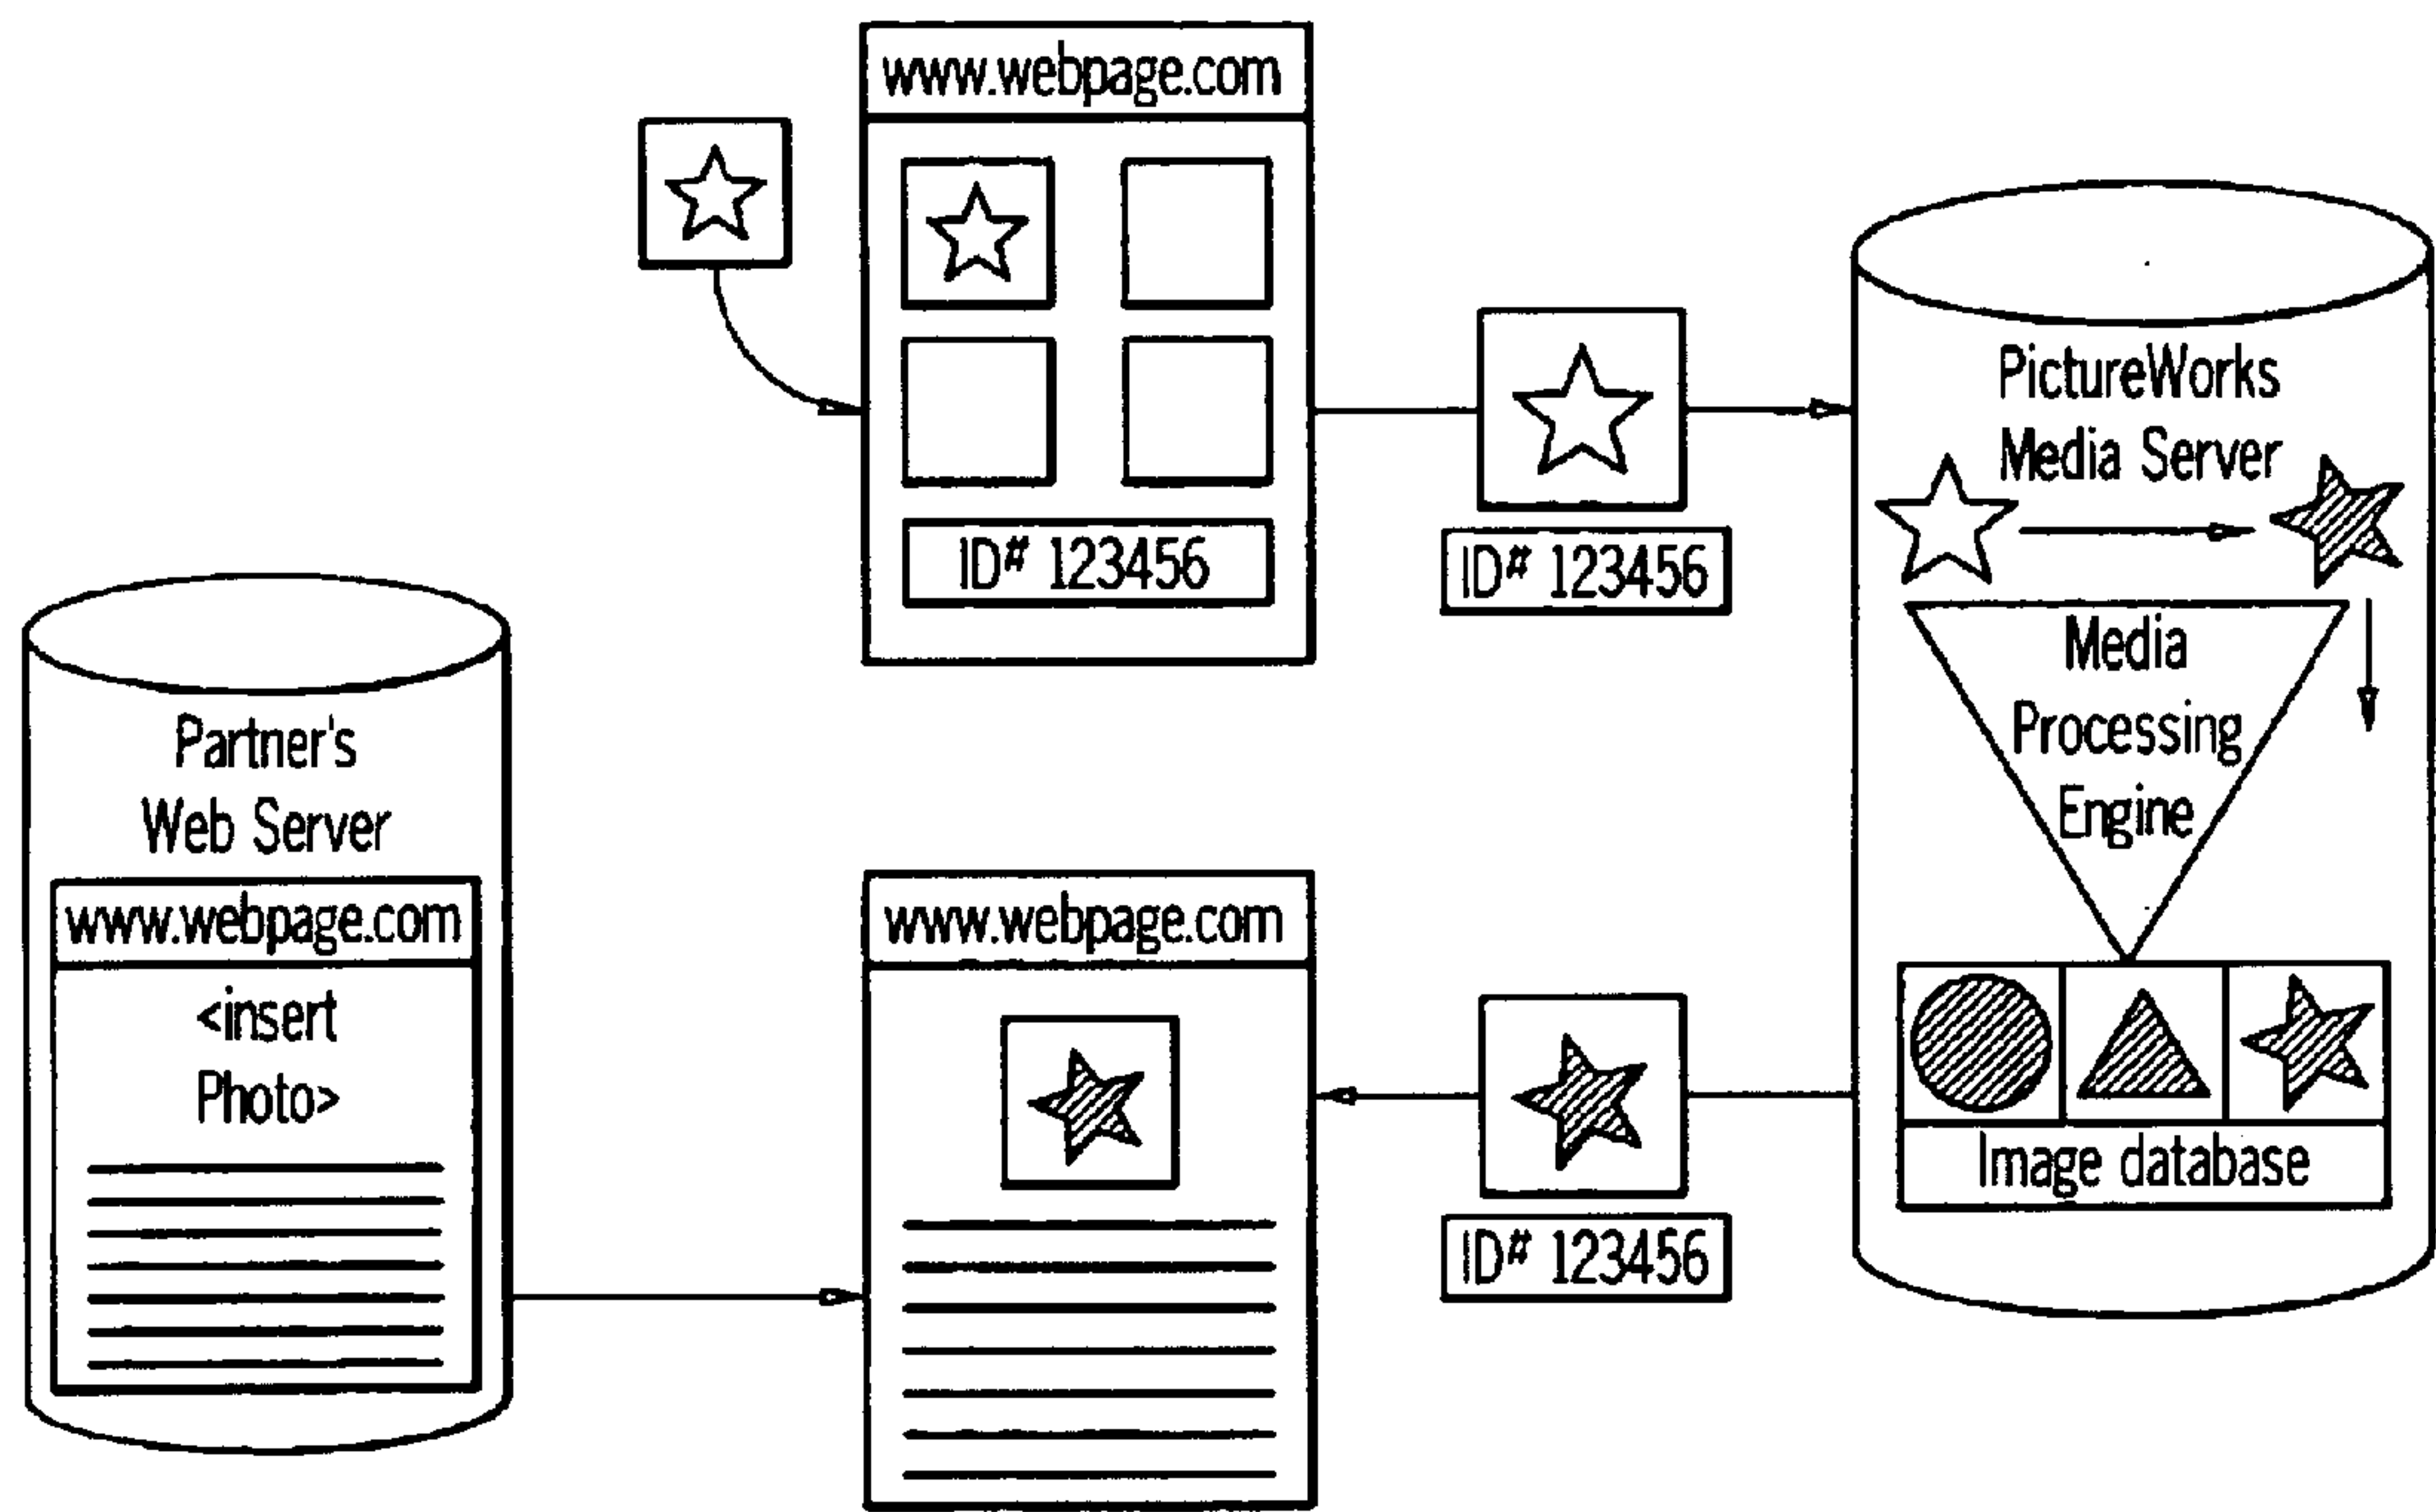 www.webpage.com
ID# 123456
ID# 123456
PictureWorks
Media Server
Media
Processing
Engine
Image database
Partner's
Web Server
www.webpage.com
<insert
Photo>
www.webpage.com
ID# 123456